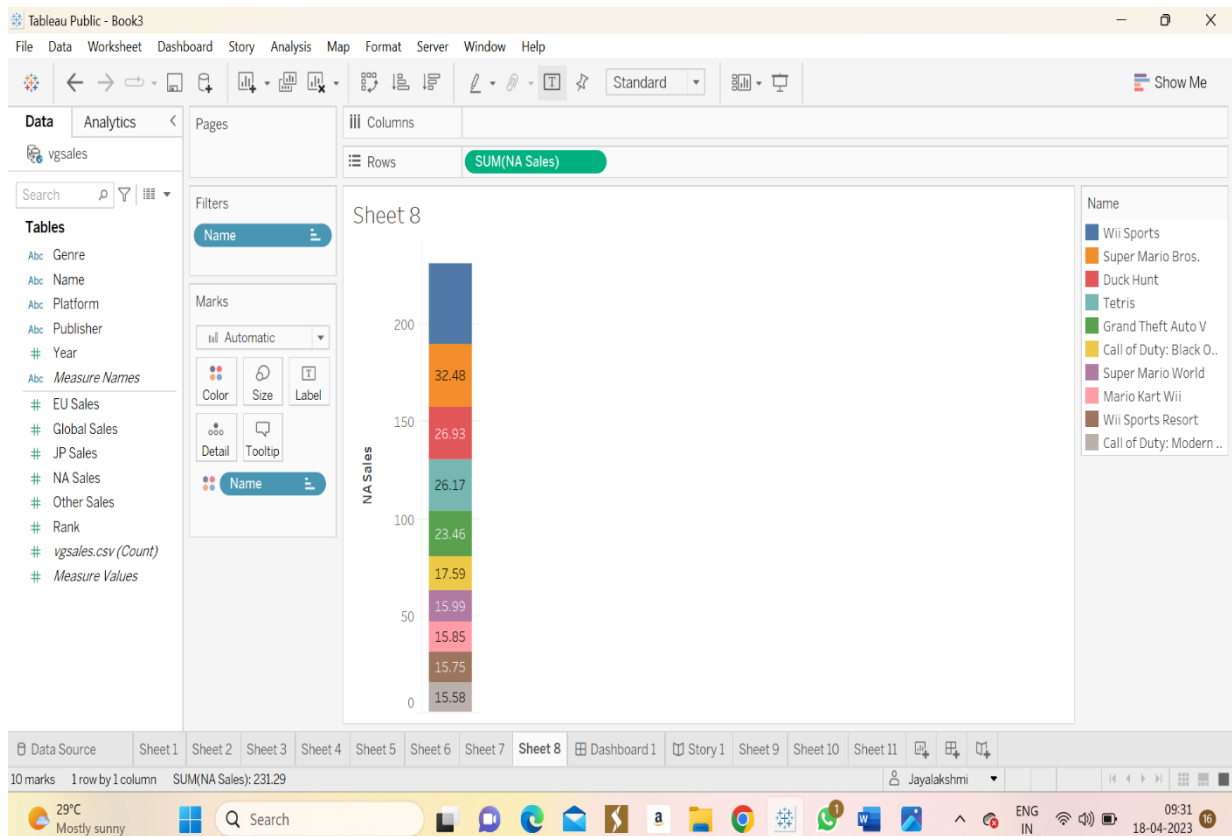 Tableau Public - Book3
File Data Worksheet Dashboard Story Analysis Map Format Server Window Help
Standard
Show Me
Data Analytics
Pages
Columns
vgsales
Rows
SUM(NA Sales)
Search
Filters
Name
Sheet 8
Name
Tables
Abc Genre
Abc Name
Abc Platform
Abc Publisher
# Year
Abc Measure Names
# EU Sales
# Global Sales
# JP Sales
# NA Sales
# Other Sales
# Rank
# vgsales.csv (Count)
# Measure Values
Marks
Automatic
Color Size Label
Detail Tooltip
Name
NA Sales
200
150
100
50
0
32.48
26.93
26.17
23.46
17.59
15.99
15.85
15.75
15.58
Wii Sports
Super Mario Bros.
Duck Hunt
Tetris
Grand Theft Auto V
Call of Duty: Black O..
Super Mario World
Mario Kart Wii
Wii Sports Resort
Call of Duty: Modern ..
Data Source Sheet 1 Sheet 2 Sheet 3 Sheet 4 Sheet 5 Sheet 6 Sheet 7 Sheet 8 Dashboard 1 Story 1 Sheet 9 Sheet 10 Sheet 11
10 marks 1 row by 1 column SUM(NA Sales): 231.29
Jayalakshmi
29°C
Mostly sunny
Search
a
1
ENG
IN
09:31
18-04-2023
16